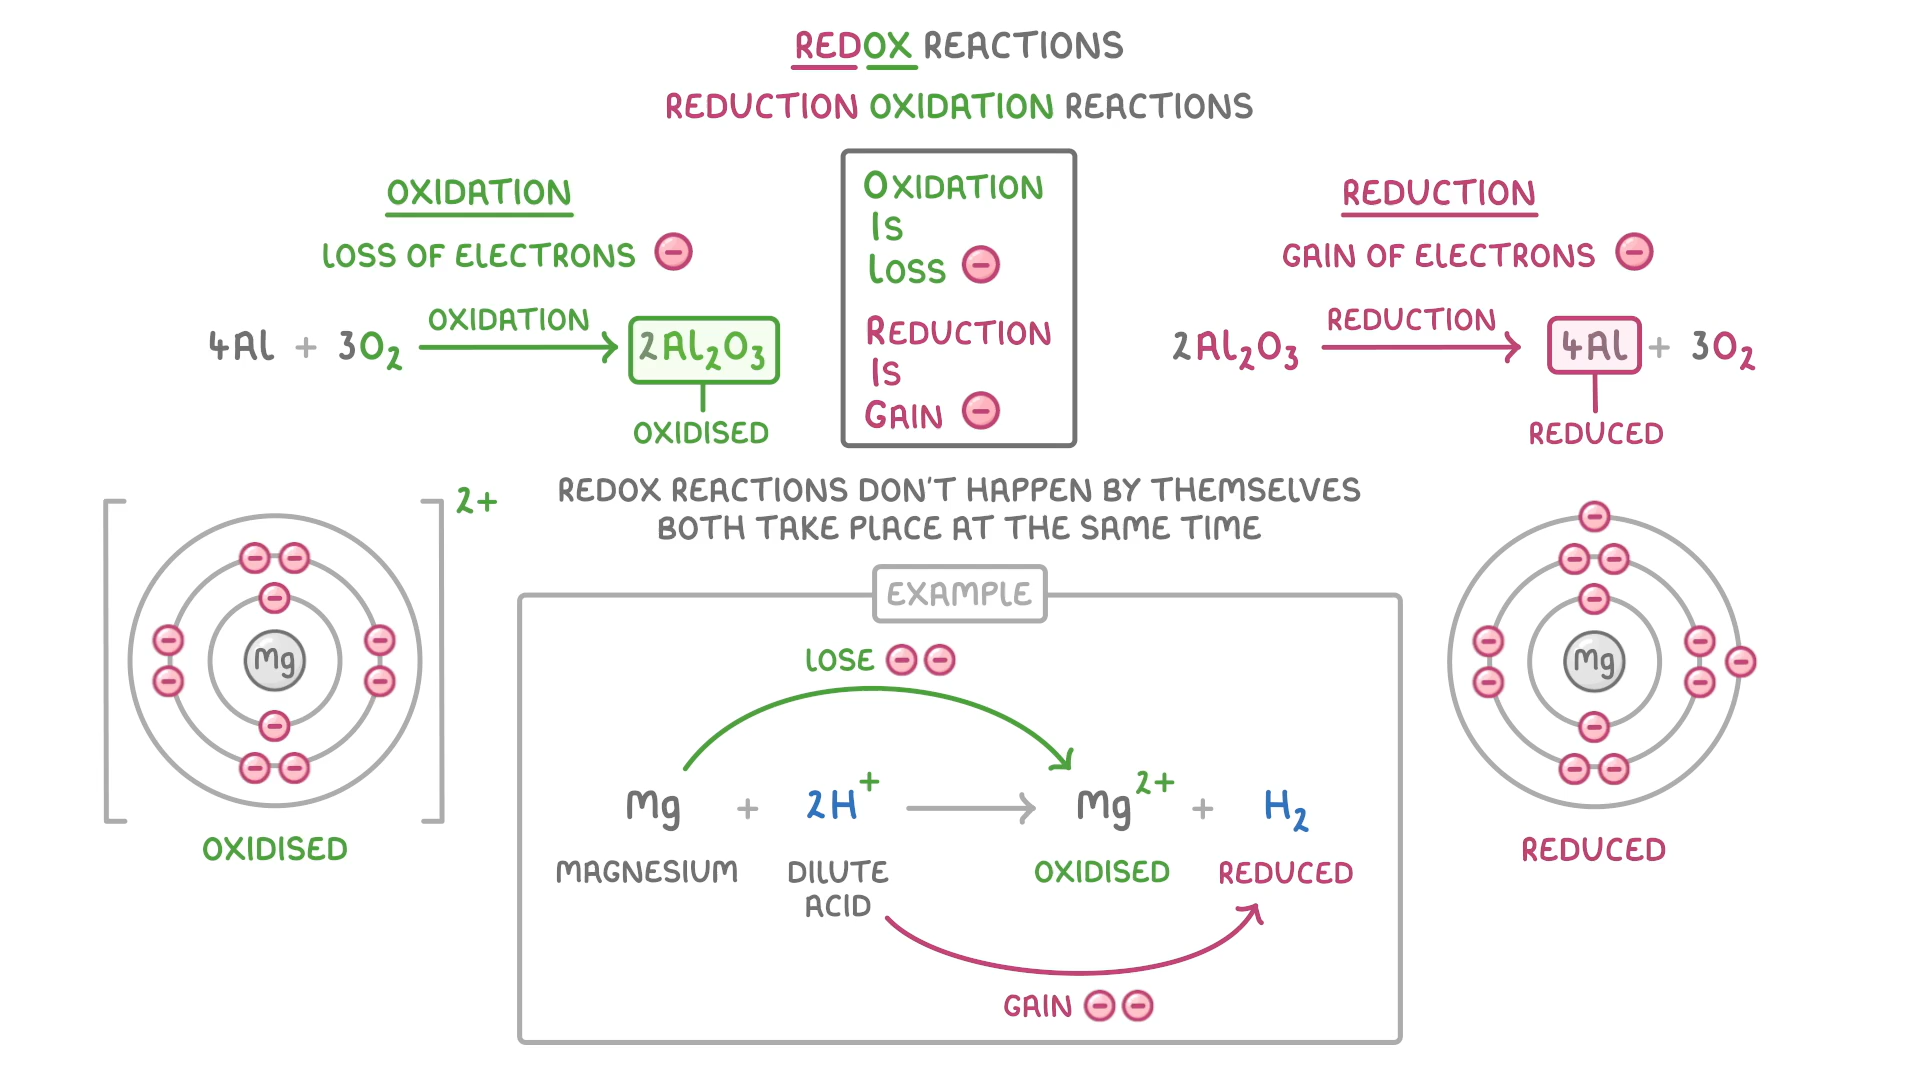 REDOX REACTIONS
REDUCTION OXIDATION REACTIONS
OXIDATION
LOSS OF ELECTRONS −
4Al + 3O₂ OXIDATION → 2Al₂O₃
OXIDISED
OXIDATION
IS
LOSS −
REDUCTION
IS
GAIN −
REDUCTION
GAIN OF ELECTRONS −
2Al₂O₃ REDUCTION → 4Al + 3O₂
REDUCED
REDOX REACTIONS DON'T HAPPEN BY THEMSELVES
BOTH TAKE PLACE AT THE SAME TIME
2+
Mg
OXIDISED
EXAMPLE
LOSE − −
Mg + 2H⁺ → Mg²⁺ + H₂
MAGNESIUM
DILUTE
ACID
OXIDISED
REDUCED
GAIN − −
Mg
REDUCED